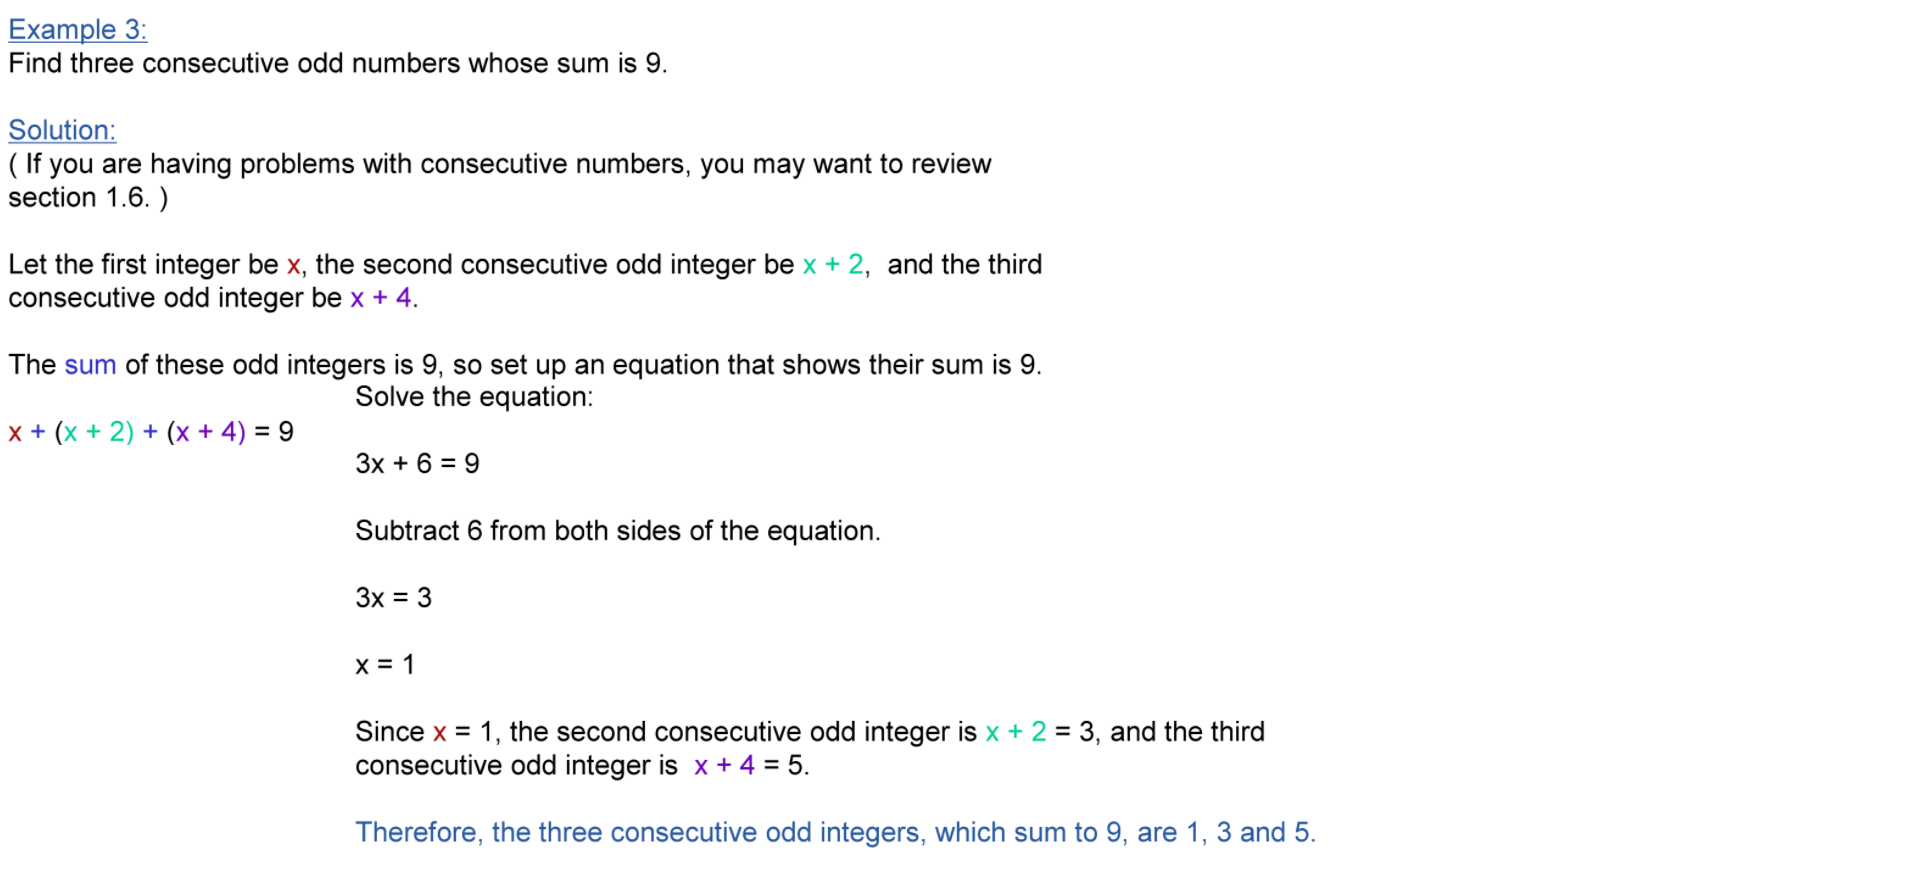 Example 3:
Find three consecutive odd numbers whose sum is 9.
Solution:
( If you are having problems with consecutive numbers, you may want to review
section 1.6. )
Let the first integer be x, the second consecutive odd integer be x + 2,  and the third
consecutive odd integer be x + 4.
The sum of these odd integers is 9, so set up an equation that shows their sum is 9.
Solve the equation:
x + (x + 2) + (x + 4) = 9
3x + 6 = 9
Subtract 6 from both sides of the equation.
3x = 3
x = 1
Since x = 1, the second consecutive odd integer is x + 2 = 3, and the third
consecutive odd integer is  x + 4 = 5.
Therefore, the three consecutive odd integers, which sum to 9, are 1, 3 and 5.